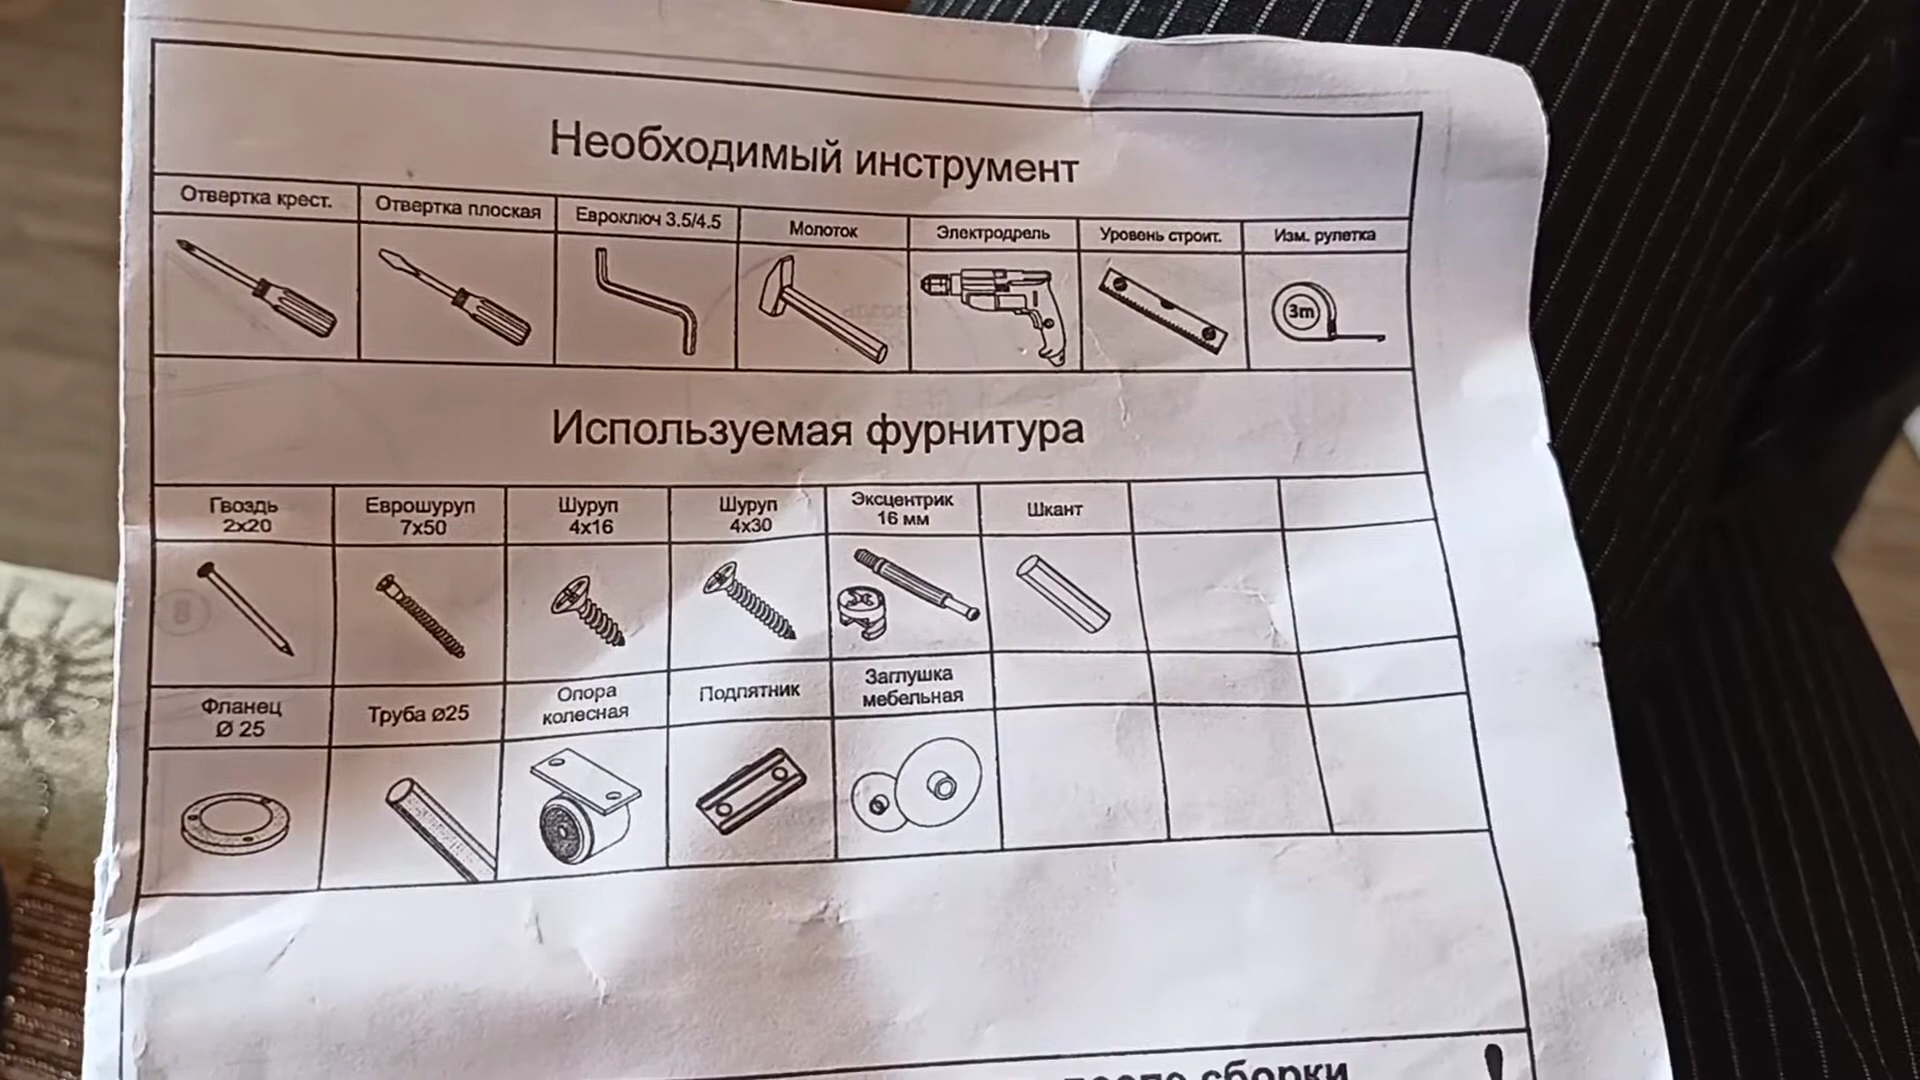 Необходимый инструмент
Отвертка крест.
Отвертка плоская
Евроключ 3.5/4.5
Молоток
Электродрель
Уровень строит.
Изм. рулетка
3m
Используемая фурнитура
Гвоздь
2x20
Еврошуруп
7x50
Шуруп
4x16
Шуруп
4x30
Эксцентрик
16 мм
Шкант
Фланец
Ø 25
Труба ø25
Опора
колесная
Подпятник
Заглушка
мебельная
после сборки !